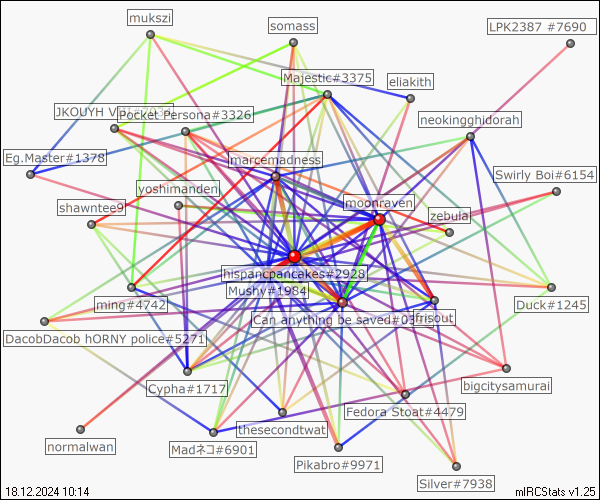 mukszi
somass
LPK2387 #7690
Majestic#3375
eliakith
JKOUYH
Pocket Persona#3326
neokingghidorah
Eg.Master#1378
marcemadness
Swirly Boi#6154
yoshimanden
moonraven
shawntee9
zebula
hispancpancakes#2928
Mushy#1984
ming#4742
Duck#1245
Can anything be saved#03
frisout
DacobDacob hORNY police#5271
Cypha#1717
bigcitysamurai
Fedora Stoat#4479
thesecondtwat
normalwan
Madネコ#6901
Pikabro#9971
Silver#7938
18.12.2024 10:14
mIRCStats v1.25